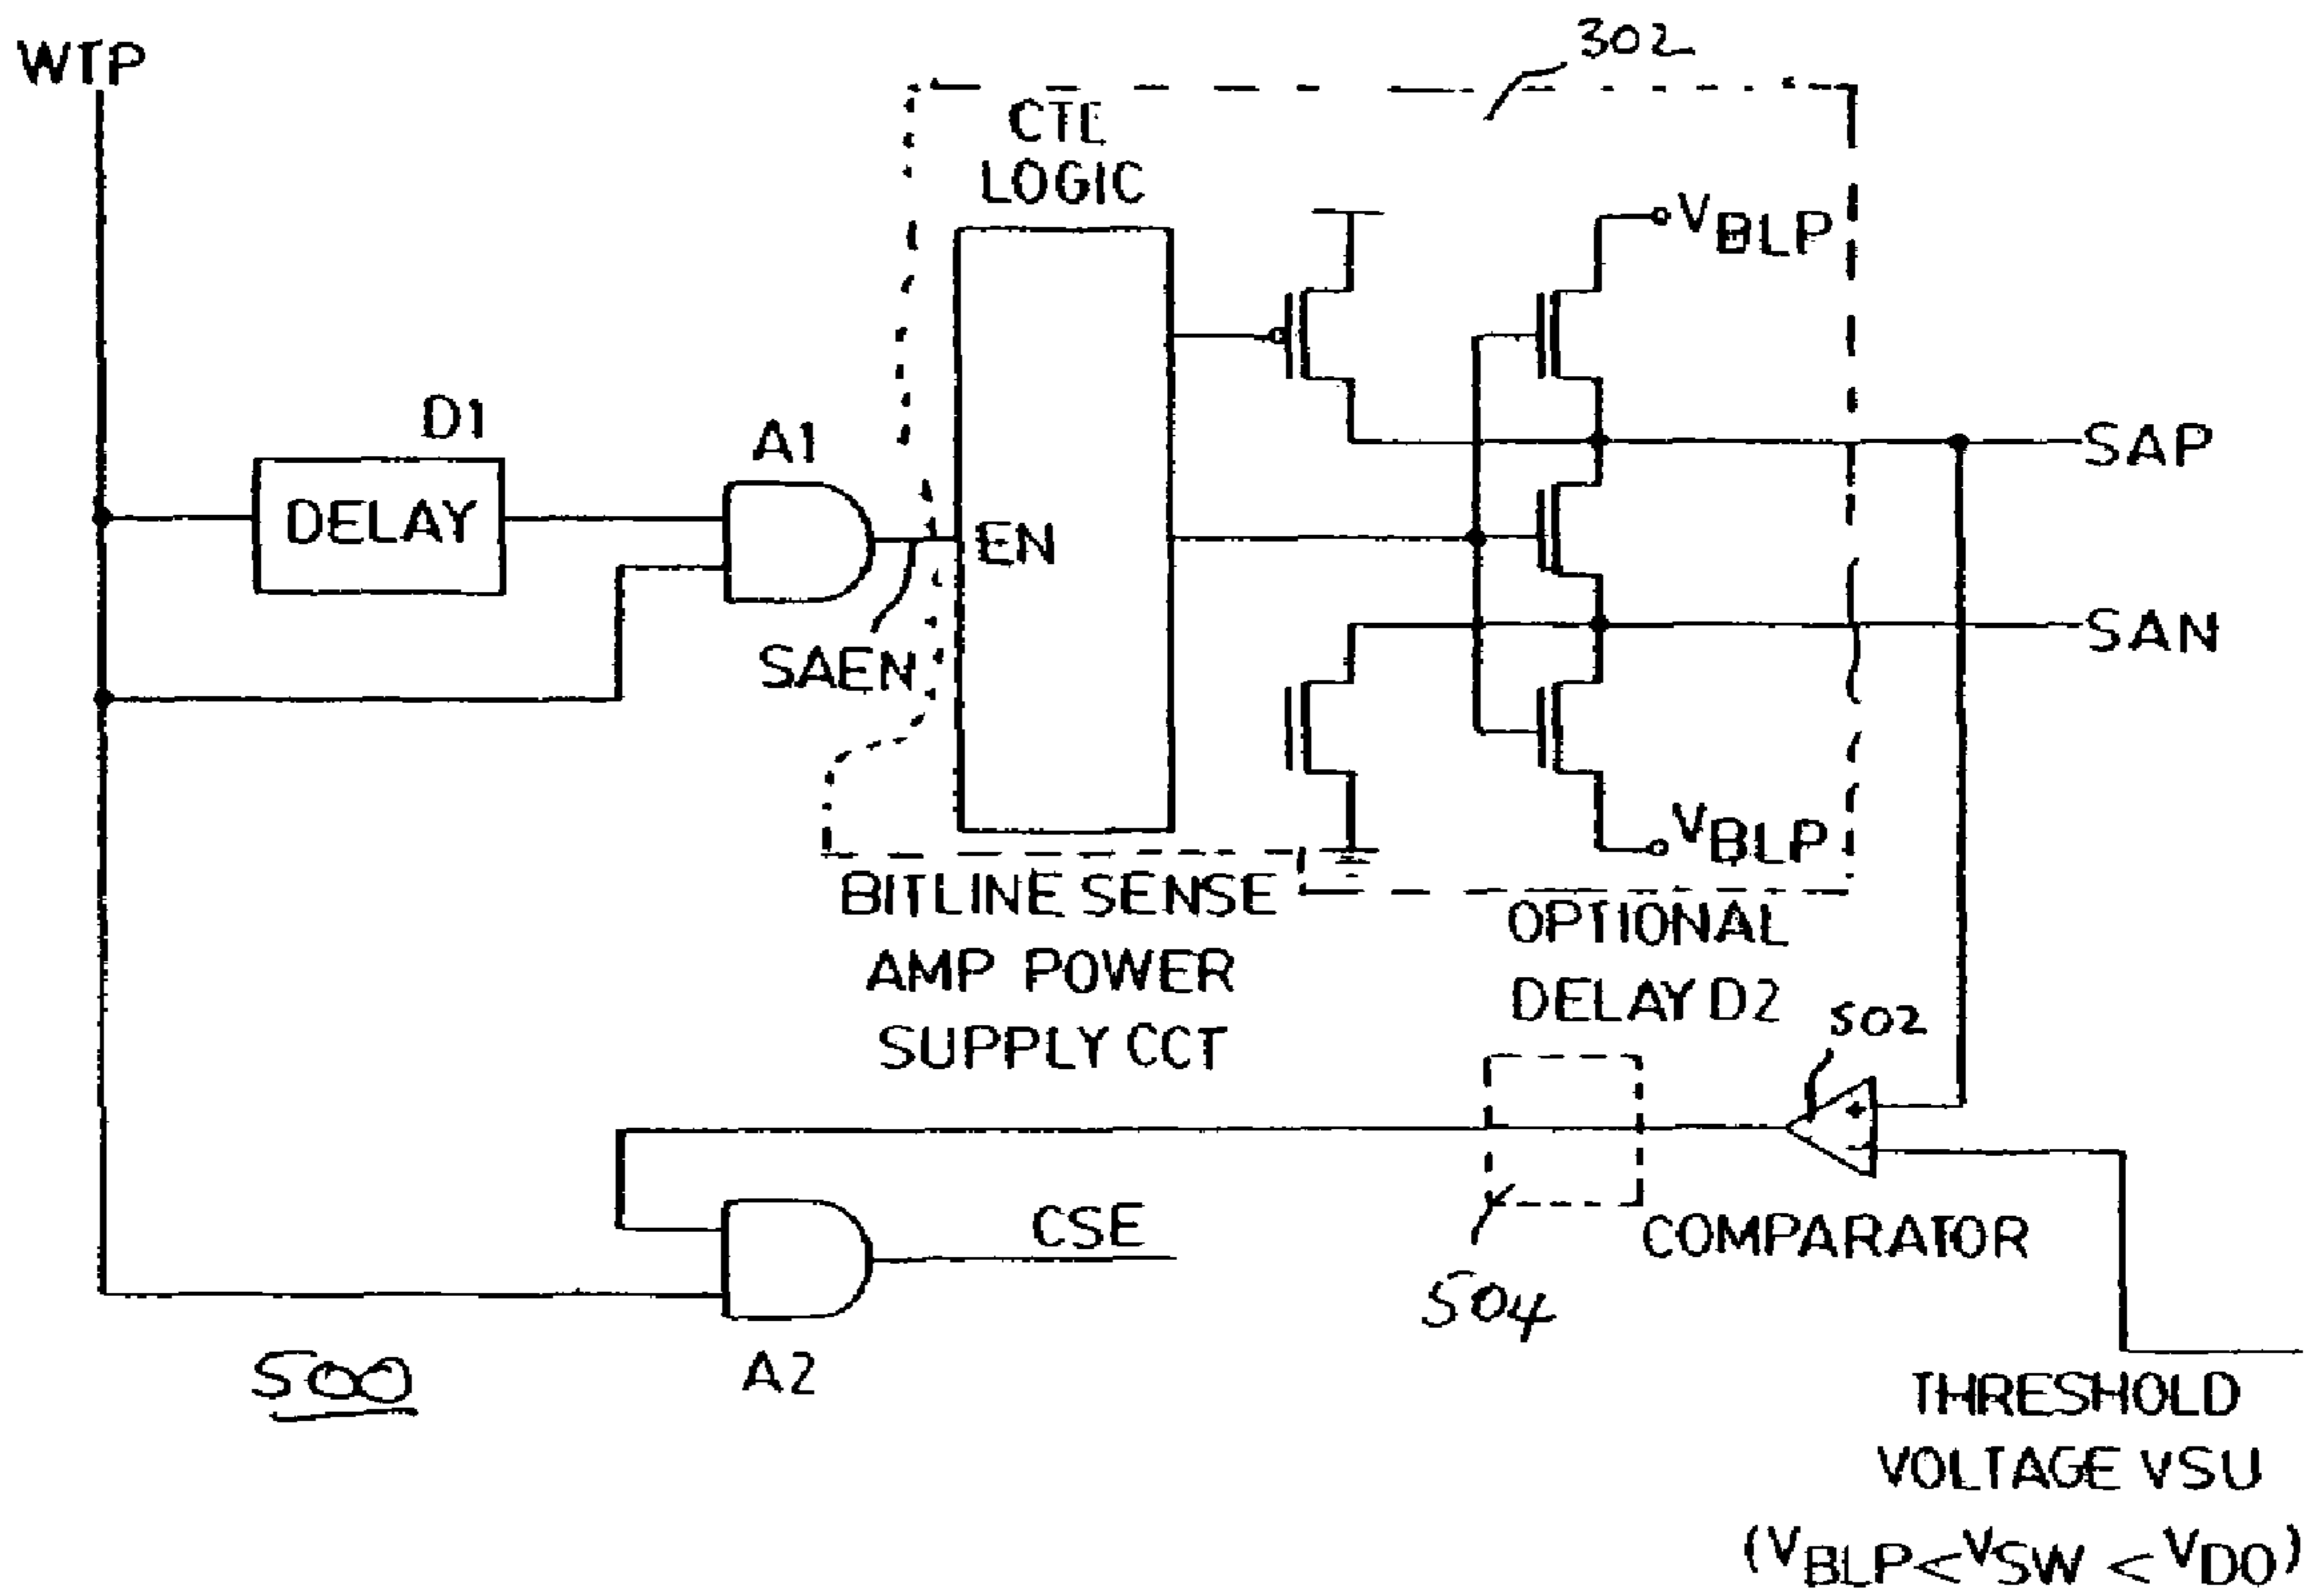 WTP
302
CTL
LOGIC
VBLP
D1
DELAY
A1
EN
SAEN
SAP
SAN
VBLP
BITLINE SENSE
AMP POWER
SUPPLY CCT
OPTIONAL
DELAY D2
502
+
-
COMPARATOR
504
CSE
A2
500
THRESHOLD
VOLTAGE VSU
(VBLP<VSW <VDO)